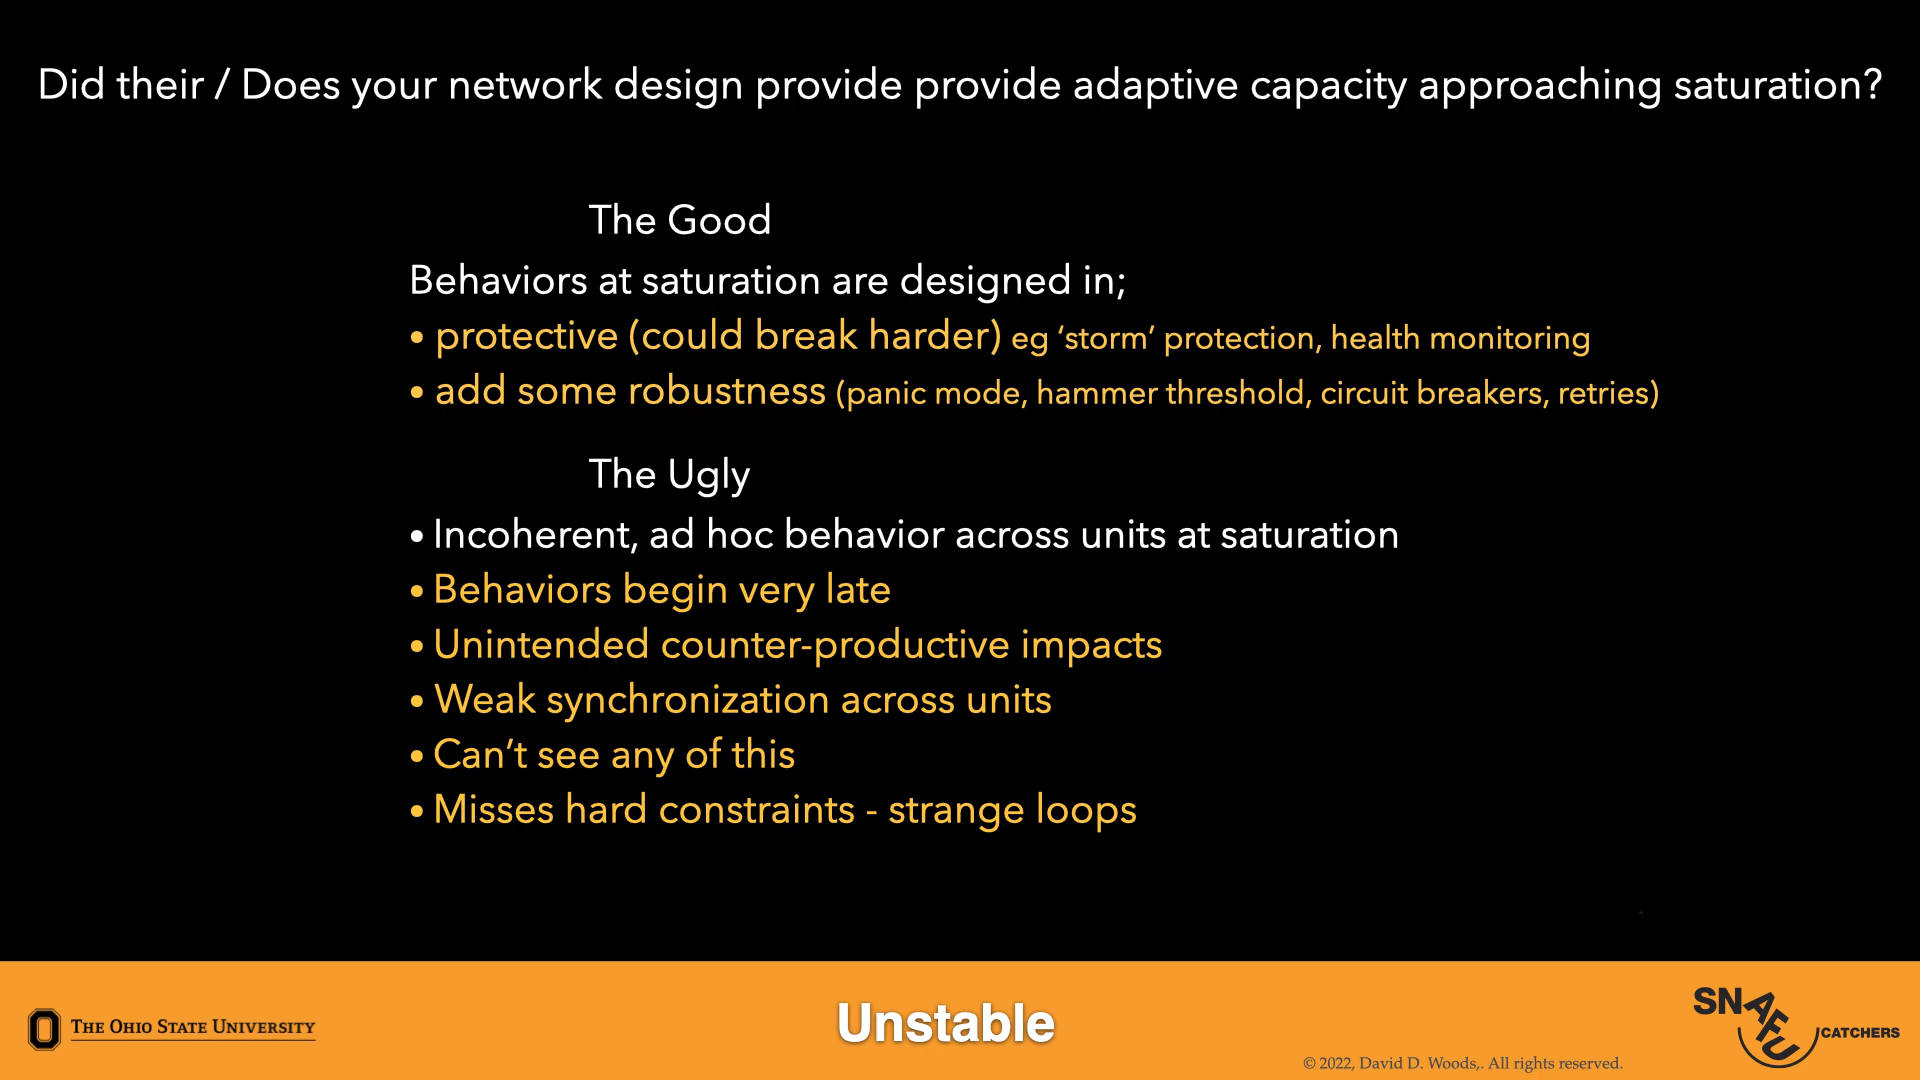 Did their / Does your network design provide provide adaptive capacity approaching saturation?
The Good
Behaviors at saturation are designed in;
• protective (could break harder) eg ‘storm’ protection, health monitoring
• add some robustness (panic mode, hammer threshold, circuit breakers, retries)
The Ugly
• Incoherent, ad hoc behavior across units at saturation
• Behaviors begin very late
• Unintended counter-productive impacts
• Weak synchronization across units
• Can’t see any of this
• Misses hard constraints - strange loops
THE OHIO STATE UNIVERSITY
Unstable
SNAFU CATCHERS
© 2022, David D. Woods,. All rights reserved.